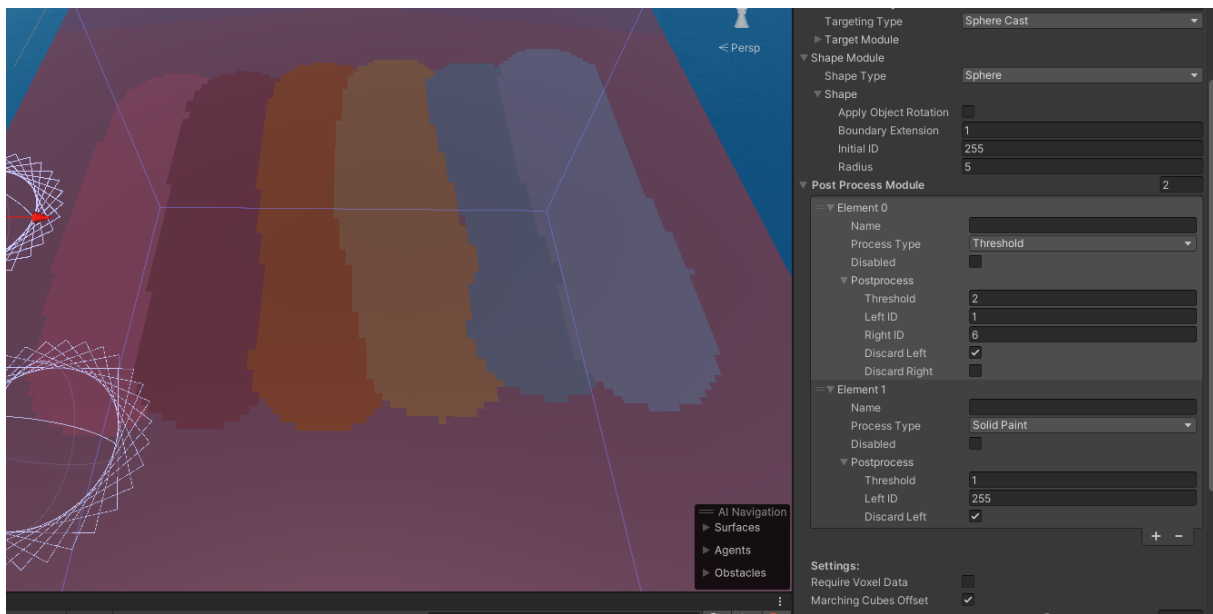 Persp
Targeting Type Sphere Cast
Target Module
Shape Module
Shape Type Sphere
Shape
Apply Object Rotation
Boundary Extension 1
Initial ID 255
Radius 5
Post Process Module 2
Element 0
Name
Process Type Threshold
Disabled
Postprocess
Threshold 2
Left ID 1
Right ID 6
Discard Left
Discard Right
Element 1
Name
Process Type Solid Paint
Disabled
Postprocess
Threshold 1
Left ID 255
Discard Left
+ -
AI Navigation
Surfaces
Agents
Obstacles
Settings:
Require Voxel Data
Marching Cubes Offset